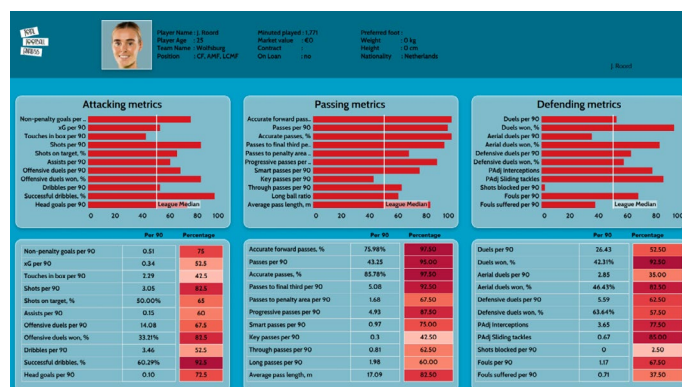 Player Name : J. Roord
Player Age : 25
Team Name : Wolfsburg
Position : CF, AMF, LCMF
Minuted played : 1,771
Market value : €0
Contract :
On Loan : no
Preferred foot :
Weight : 0 kg
Height : 0 cm
Nationality : Netherlands
J. Roord
Attacking metrics
Non-penalty goals per ..
xG per 90
Touches in box per 90
Shots per 90
Shots on target, %
Assists per 90
Offensive duels per 90
Offensive duels won, %
Dribbles per 90
Successful dribbles, %
Head goals per 90
League Median
0 20 40 60 80 100
Per 90 Percentage
Non-penalty goals per 90 0.51 75
xG per 90 0.34 52.5
Touches in box per 90 2.29 42.5
Shots per 90 3.05 82.5
Shots on target, % 50.00% 65
Assists per 90 0.15 60
Offensive duels per 90 14.08 67.5
Offensive duels won, % 33.21% 82.5
Dribbles per 90 3.46 52.5
Successful dribbles, % 60.29%
Head goals per 90 0.10 72.5
Passing metrics
Accurate forward pass..
Passes per 90
Accurate passes, %
Passes to final third pe..
Passes to penalty area ..
Progressive passes per ..
Smart passes per 90
Key passes per 90
Through passes per 90
Long ball ratio
Average pass length, m
League Median
0 20 40 60 80 100
Per 90 Percentage
Accurate forward passes, % 75.98% 97.50
Passes per 90 43.25 95.00
Accurate passes, % 85.78% 97.50
Passes to final third per 90 5.08 92.50
Passes to penalty area per 90 1.68 67.50
Progressive passes per 90 4.93 87.50
Smart passes per 90 0.97 75.00
Key passes per 90 0.3 42.50
Through passes per 90 0.81 62.50
Long passes per 90 1.98 60.00
Average pass length, m 17.09 82.50
Defending metrics
Duels per 90
Duels won, %
Aerial duels per 90
Aerial duels won, %
Defensive duels per 90
Defensive duels won, %
PAdj Interceptions
PAdj Sliding tackles
Shots blocked per 90
Fouls per 90
Fouls suffered per 90
League Median
0 20 40 60 80 100
Per 90 Percentage
Duels per 90 26.43 52.50
Duels won, % 42.31% 92.50
Aerial duels per 90 2.85 35.00
Aerial duels won, % 46.43% 82.50
Defensive duels per 90 5.59 62.50
Defensive duels won, % 63.64% 57.50
PAdj Interceptions 3.65 77.50
PAdj Sliding tackles 0.67 85.00
Shots blocked per 90 0 2.50
Fouls per 90 1.17 67.50
Fouls suffered per 90 0.71 37.50